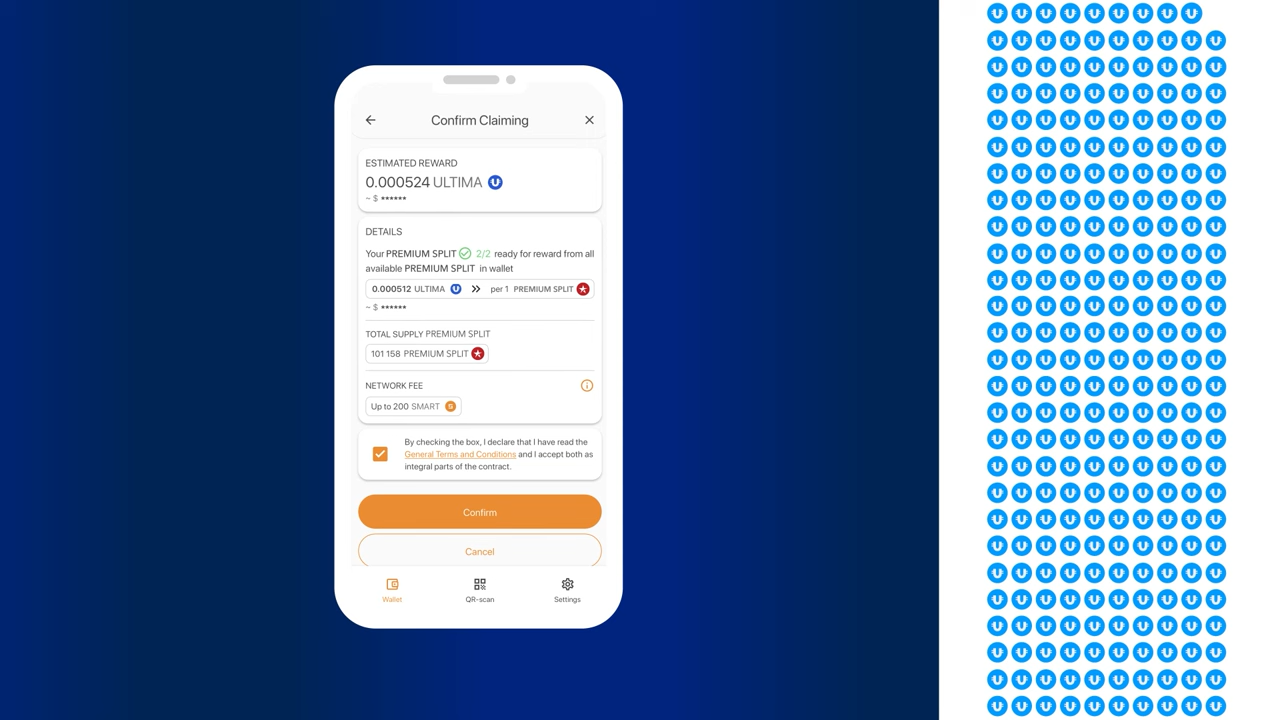 Confirm Claiming
ESTIMATED REWARD
0.000524 ULTIMA
~ $ ******
DETAILS
Your PREMIUM SPLIT 2/2 ready for reward from all
available PREMIUM SPLIT in wallet
0.000512 ULTIMA per 1 PREMIUM SPLIT
~ $ ******
TOTAL SUPPLY PREMIUM SPLIT
101 158 PREMIUM SPLIT
NETWORK FEE
Up to 200 SMART
By checking the box, I declare that I have read the
General Terms and Conditions and I accept both as
integral parts of the contract.
Confirm
Cancel
Wallet QR-scan Settings